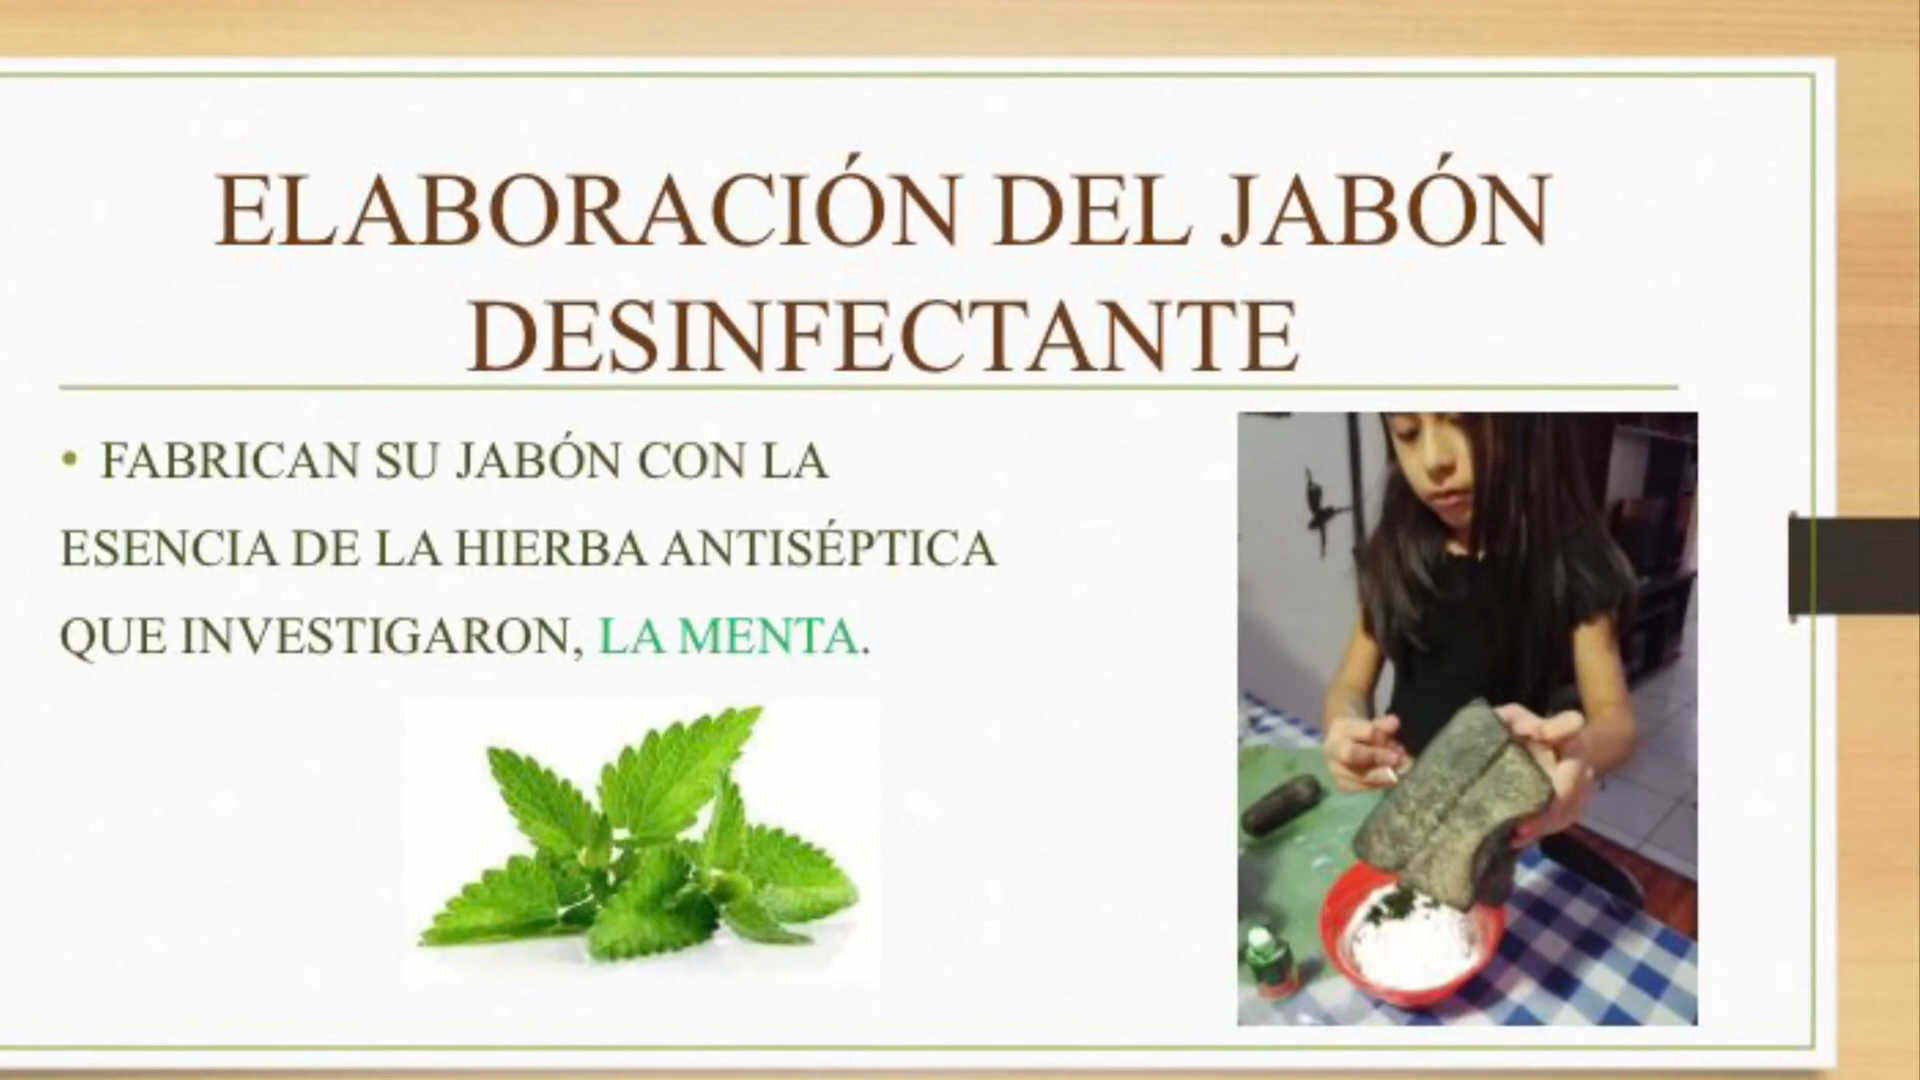 ELABORACIÓN DEL JABÓN
DESINFECTANTE
• FABRICAN SU JABÓN CON LA
ESENCIA DE LA HIERBA ANTISÉPTICA
QUE INVESTIGARON, LA MENTA.